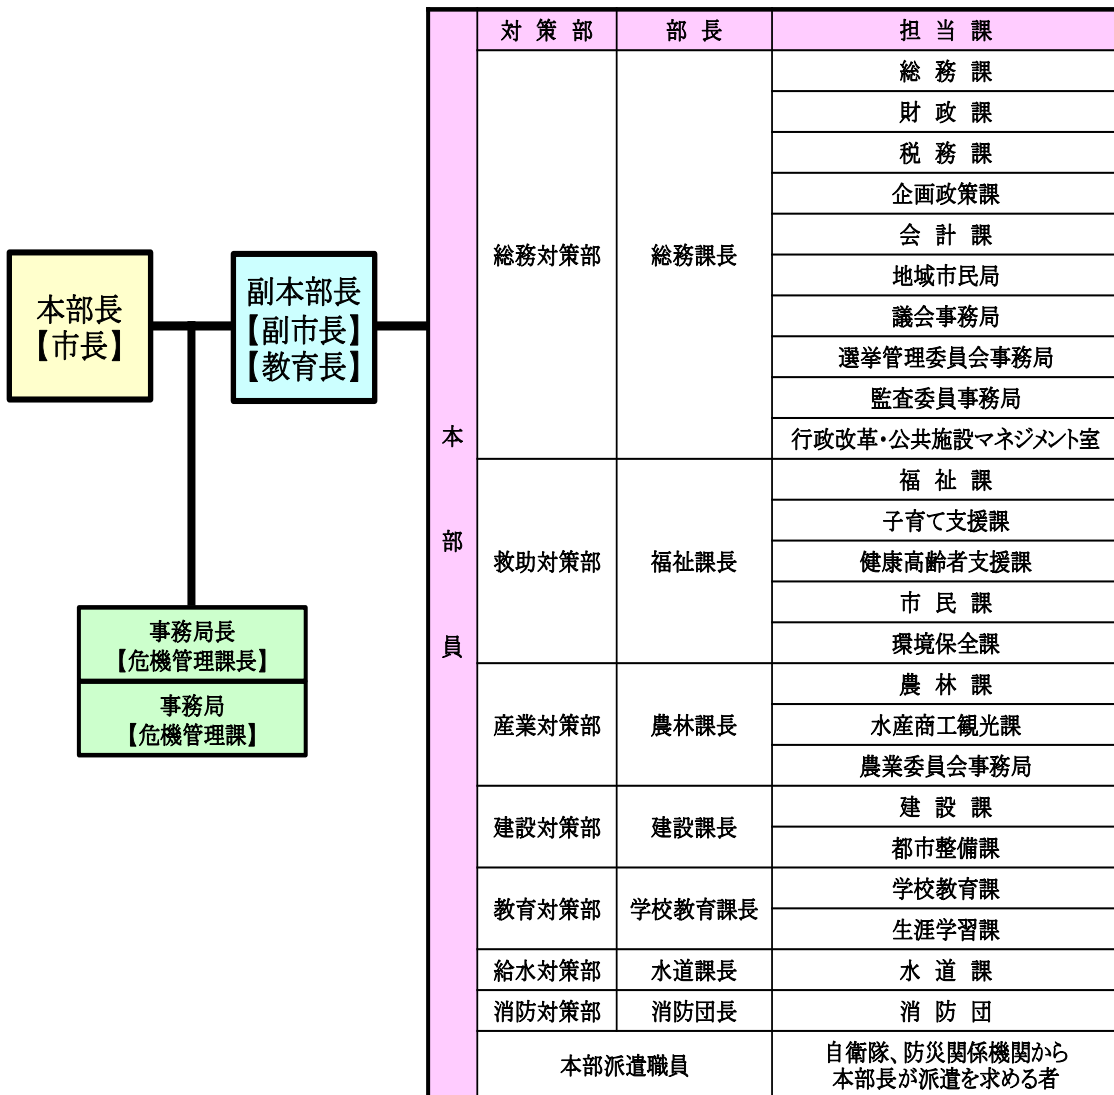 本部長
【市長】
副本部長
【副市長】
【教育長】
事務局長
【危機管理課長】
事務局
【危機管理課】
本部員
対策部 部長 担当課
総務対策部 総務課長
総務課
財政課
税務課
企画政策課
会計課
地域市民局
議会事務局
選挙管理委員会事務局
監査委員事務局
行政改革・公共施設マネジメント室
救助対策部 福祉課長
福祉課
子育て支援課
健康高齢者支援課
市民課
環境保全課
産業対策部 農林課長
農林課
水産商工観光課
農業委員会事務局
建設対策部 建設課長
建設課
都市整備課
教育対策部 学校教育課長
学校教育課
生涯学習課
給水対策部 水道課長 水道課
消防対策部 消防団長 消防団
本部派遣職員
自衛隊、防災関係機関から
本部長が派遣を求める者